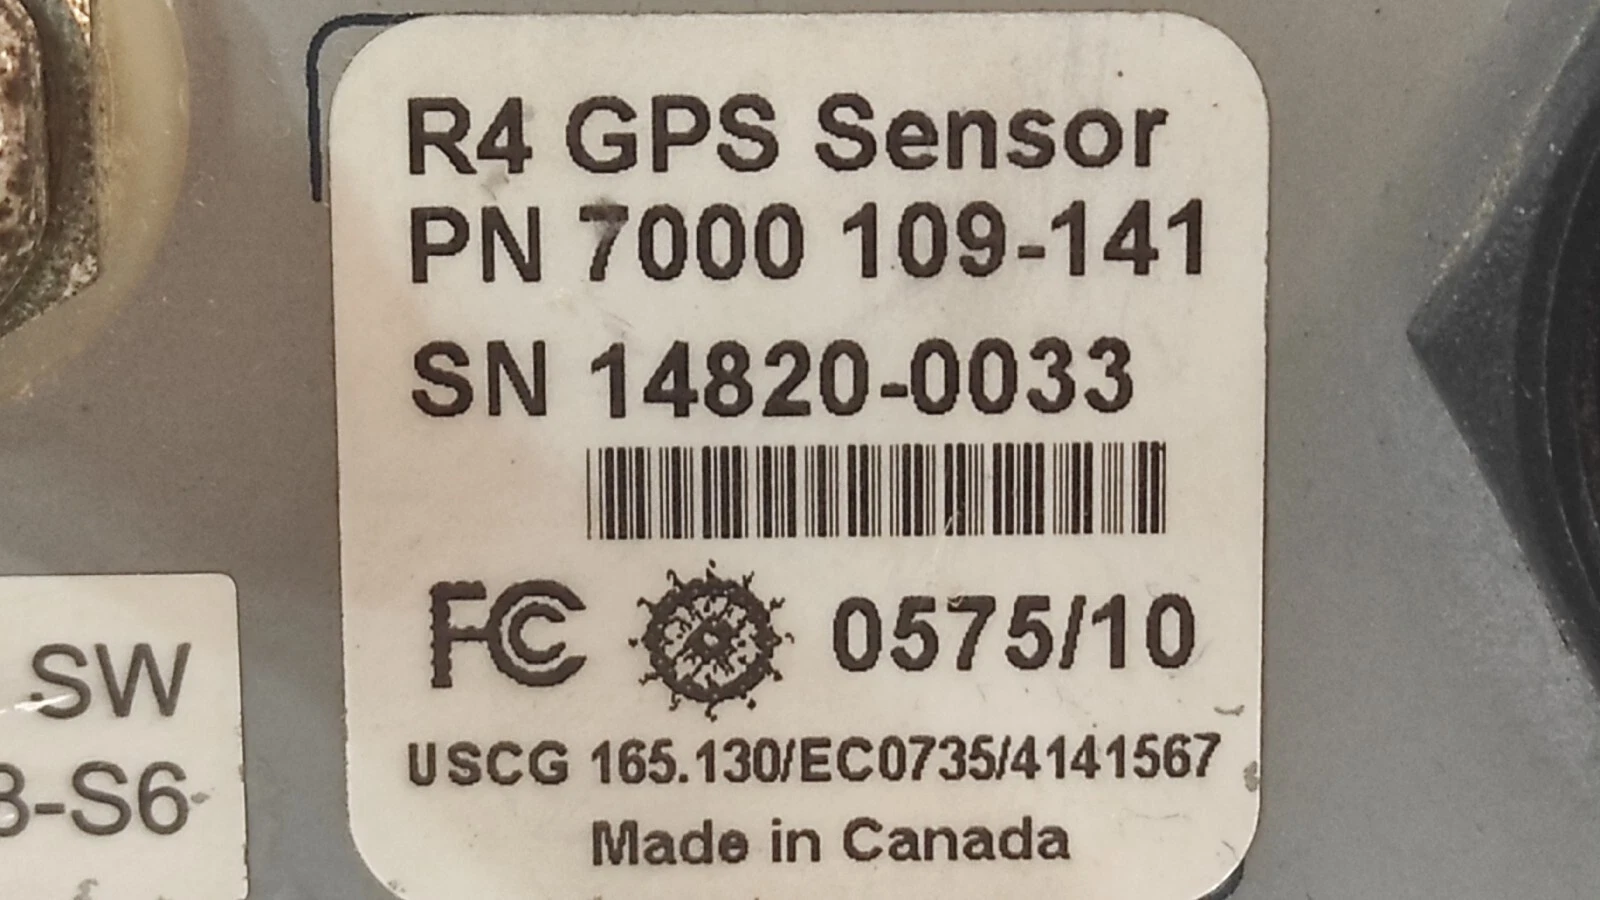 R4 GPS Sensor
PN 7000 109-141
SN 14820-0033
FC 0575/10
USCG 165.130/EC0735/4141567
Made in Canada
SW
3-S6